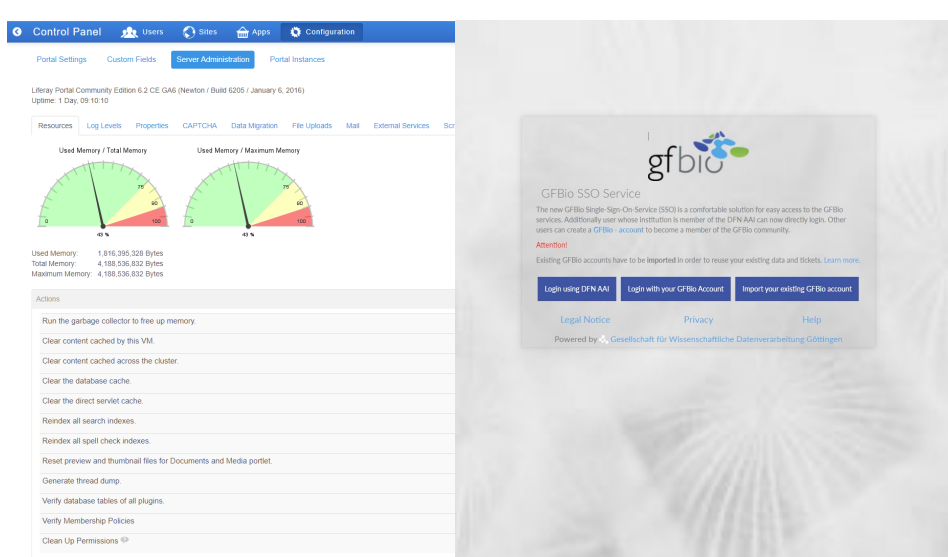 Control Panel Users Sites Apps Configuration
Portal Settings Custom Fields Server Administration Portal Instances
Liferay Portal Community Edition 6.2 CE GA6 (Newton / Build 6205 / January 6, 2016)
Uptime: 1 Day, 09:10:10
Resources Log Levels Properties CAPTCHA Data Migration File Uploads Mail External Services Scr
Used Memory / Total Memory Used Memory / Maximum Memory
75 75
90 90
0 100 0 100
43 % 43 %
Used Memory: 1,816,395,328 Bytes
Total Memory: 4,188,536,832 Bytes
Maximum Memory: 4,188,536,832 Bytes
Actions
Run the garbage collector to free up memory.
Clear content cached by this VM.
Clear content cached across the cluster.
Clear the database cache.
Clear the direct servlet cache.
Reindex all search indexes.
Reindex all spell check indexes.
Reset preview and thumbnail files for Documents and Media portlet.
Generate thread dump.
Verify database tables of all plugins.
Verify Membership Policies
Clean Up Permissions
gfbio
GFBio SSO Service
The new GFBio Single-Sign-On-Service (SSO) is a comfortable solution for easy access to the GFBio
services. Additionally user whose institution is member of the DFN AAI can now directly login. Other
users can create a GFBio - account to become a member of the GFBio community.
Attention!
Existing GFBio accounts have to be imported in order to reuse your existing data and tickets. Learn more.
Login using DFN AAI Login with your GFBio Account Import your existing GFBio account
Legal Notice Privacy Help
Powered by Gesellschaft für Wissenschaftliche Datenverarbeitung Göttingen